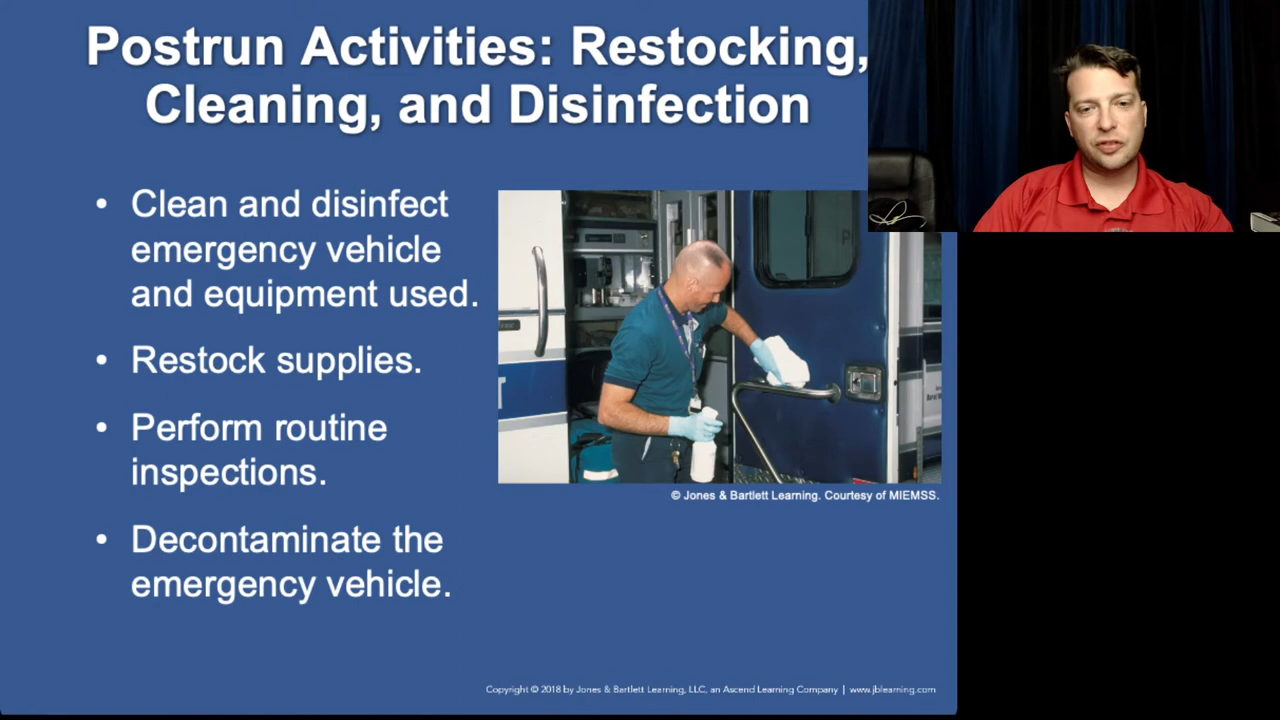 Postrun Activities: Restocking,
Cleaning, and Disinfection
• Clean and disinfect
emergency vehicle
and equipment used.
• Restock supplies.
• Perform routine
inspections.
• Decontaminate the
emergency vehicle.
© Jones & Bartlett Learning. Courtesy of MIEMSS.
Copyright © 2018 by Jones & Bartlett Learning, LLC, an Ascend Learning Company | www.jblearning.com